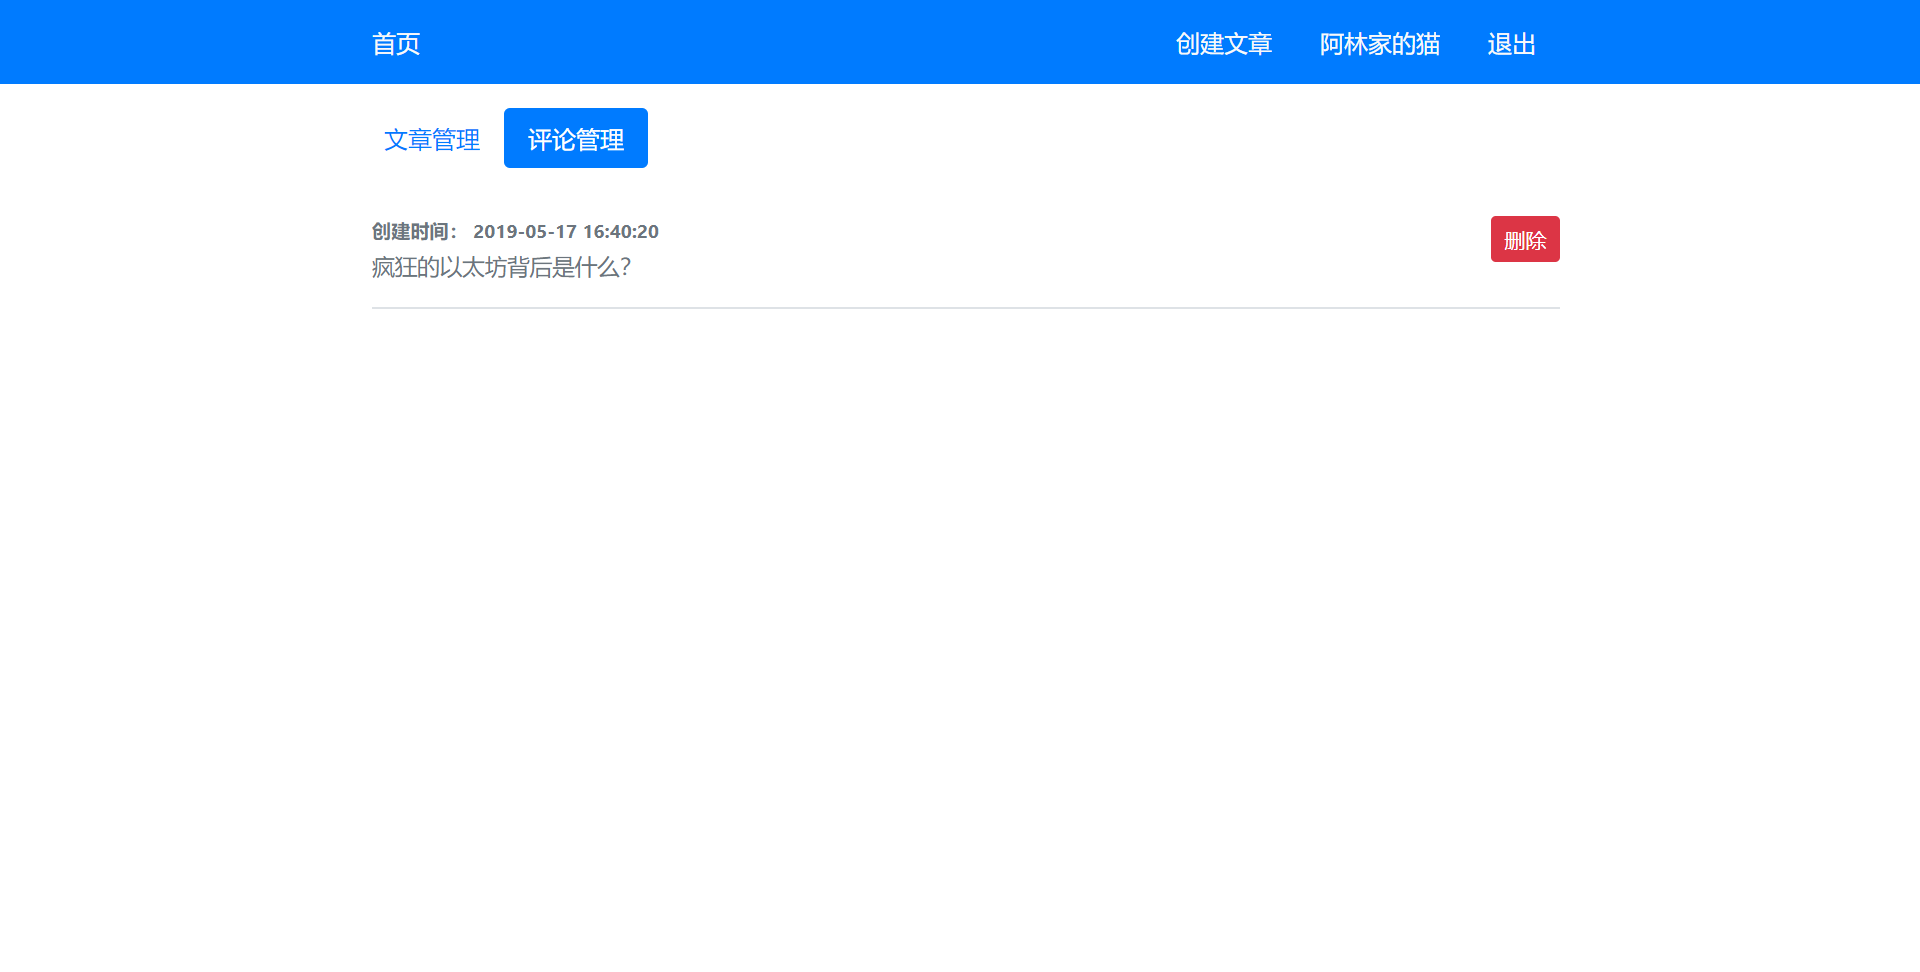 首页 创建文章 阿林家的猫 退出
文章管理 评论管理
创建时间： 2019-05-17 16:40:20 删除
疯狂的以太坊背后是什么？